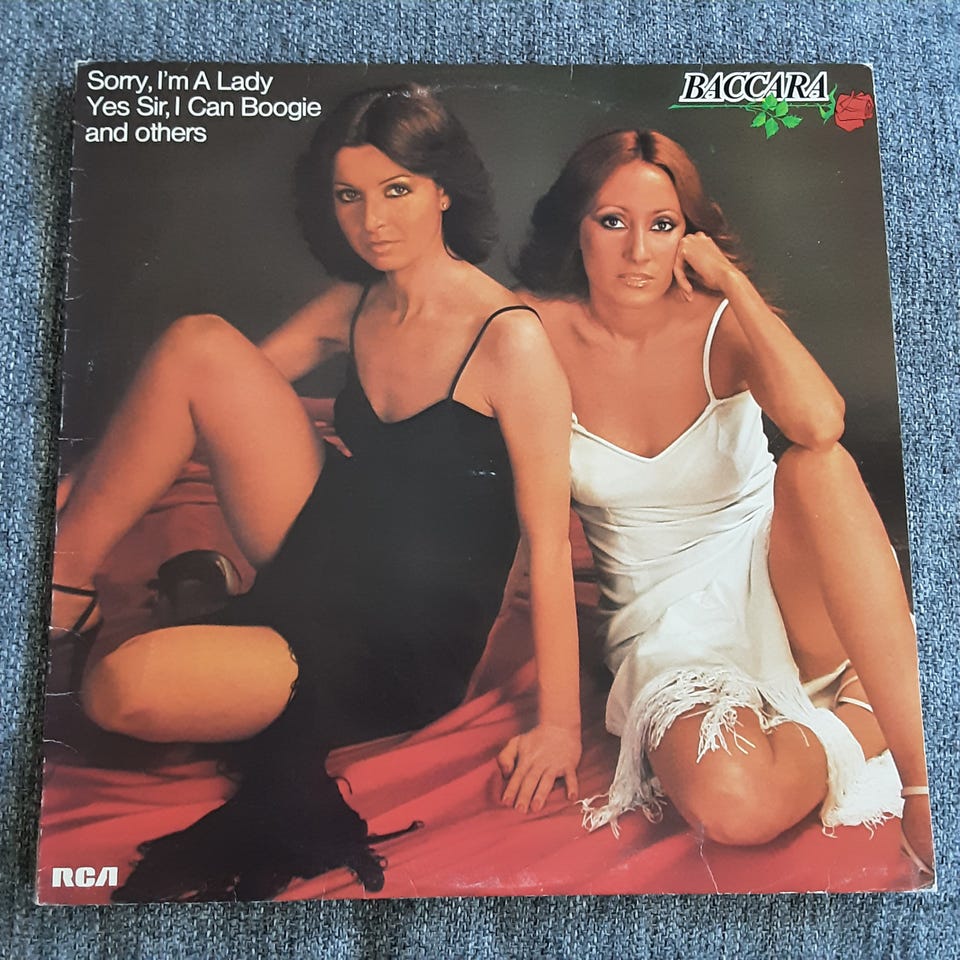 Sorry, I'm A Lady
Yes Sir, I Can Boogie
and others
BACCARA
RCA